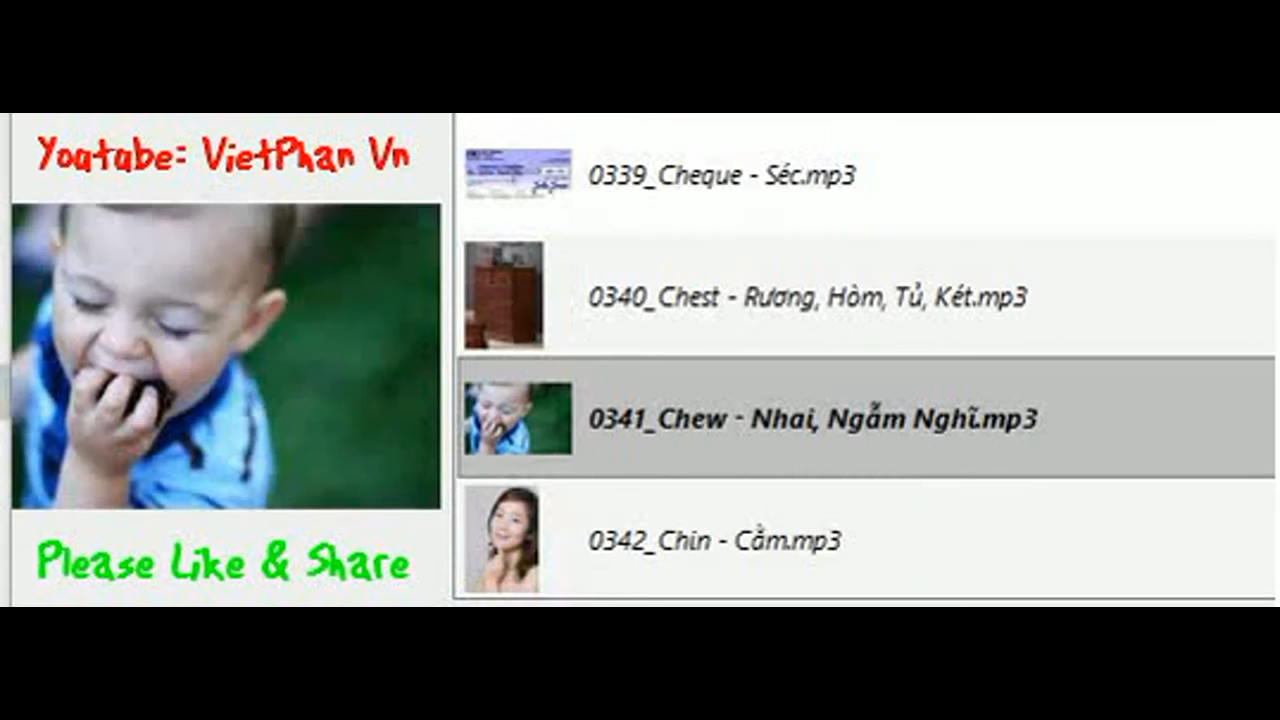 Youtube: VietPhan Vn
0339_Cheque - Séc.mp3
0340_Chest - Rương, Hòm, Tủ, Két.mp3
0341_Chew - Nhai, Ngẫm Nghĩ.mp3
0342_Chin - Cằm.mp3
Please Like & Share